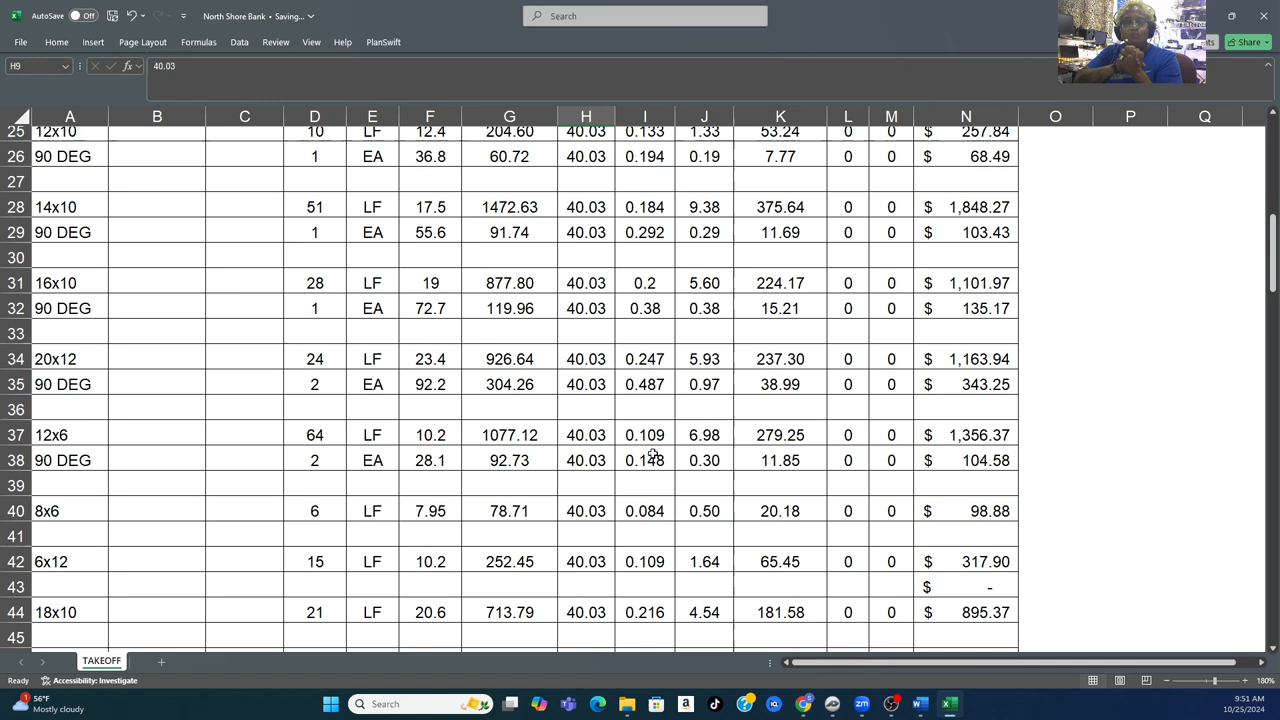 AutoSave Off North Shore Bank • Saving... Search
File Home Insert Page Layout Formulas Data Review View Help PlanSwift Share
H9 fx 40.03
A B C D E F G H I J K L M N O P Q
25 12x10 10 LF 12.4 204.60 40.03 0.133 1.33 53.24 0 0 $ 257.84
26 90 DEG 1 EA 36.8 60.72 40.03 0.194 0.19 7.77 0 0 $ 68.49
27
28 14x10 51 LF 17.5 1472.63 40.03 0.184 9.38 375.64 0 0 $ 1,848.27
29 90 DEG 1 EA 55.6 91.74 40.03 0.292 0.29 11.69 0 0 $ 103.43
30
31 16x10 28 LF 19 877.80 40.03 0.2 5.60 224.17 0 0 $ 1,101.97
32 90 DEG 1 EA 72.7 119.96 40.03 0.38 0.38 15.21 0 0 $ 135.17
33
34 20x12 24 LF 23.4 926.64 40.03 0.247 5.93 237.30 0 0 $ 1,163.94
35 90 DEG 2 EA 92.2 304.26 40.03 0.487 0.97 38.99 0 0 $ 343.25
36
37 12x6 64 LF 10.2 1077.12 40.03 0.109 6.98 279.25 0 0 $ 1,356.37
38 90 DEG 2 EA 28.1 92.73 40.03 0.148 0.30 11.85 0 0 $ 104.58
39
40 8x6 6 LF 7.95 78.71 40.03 0.084 0.50 20.18 0 0 $ 98.88
41
42 6x12 15 LF 10.2 252.45 40.03 0.109 1.64 65.45 0 0 $ 317.90
43 $ -
44 18x10 21 LF 20.6 713.79 40.03 0.216 4.54 181.58 0 0 $ 895.37
45
TAKEOFF
Ready Accessibility: Investigate 180%
1 56°F Mostly cloudy Search 9:51 AM 10/25/2024